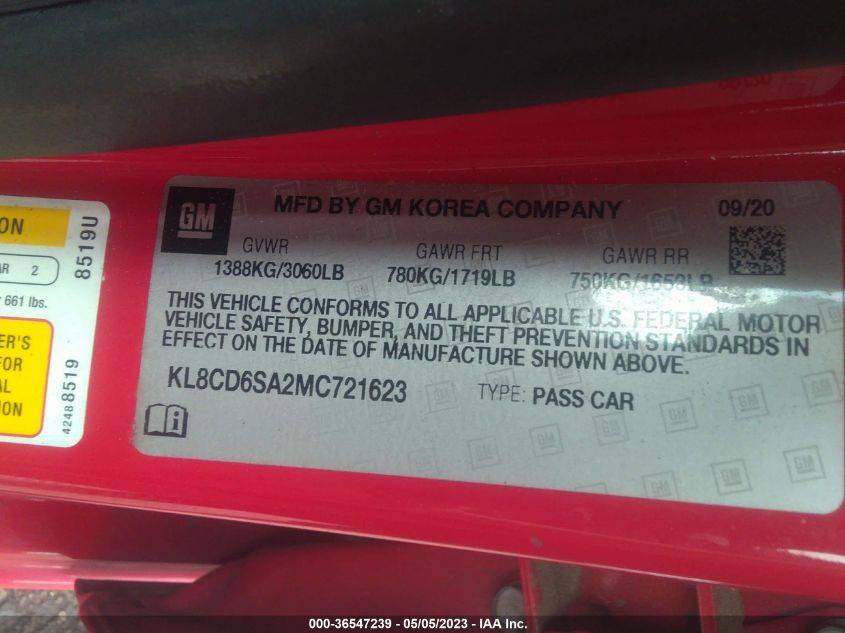 GM
MFD BY GM KOREA COMPANY
09/20
GVWR
GAWR FRT
GAWR RR
1388KG/3060LB
780KG/1719LB
750KG/1653LB
THIS VEHICLE CONFORMS TO ALL APPLICABLE U.S. FEDERAL MOTOR
VEHICLE SAFETY, BUMPER, AND THEFT PREVENTION STANDARDS IN
EFFECT ON THE DATE OF MANUFACTURE SHOWN ABOVE.
KL8CD6SA2MC721623
TYPE: PASS CAR
ON
AR 2
8519U
661 lbs.
ER'S
FOR
AL
ION
42488519
000-36547239 - 05/05/2023 - IAA Inc.